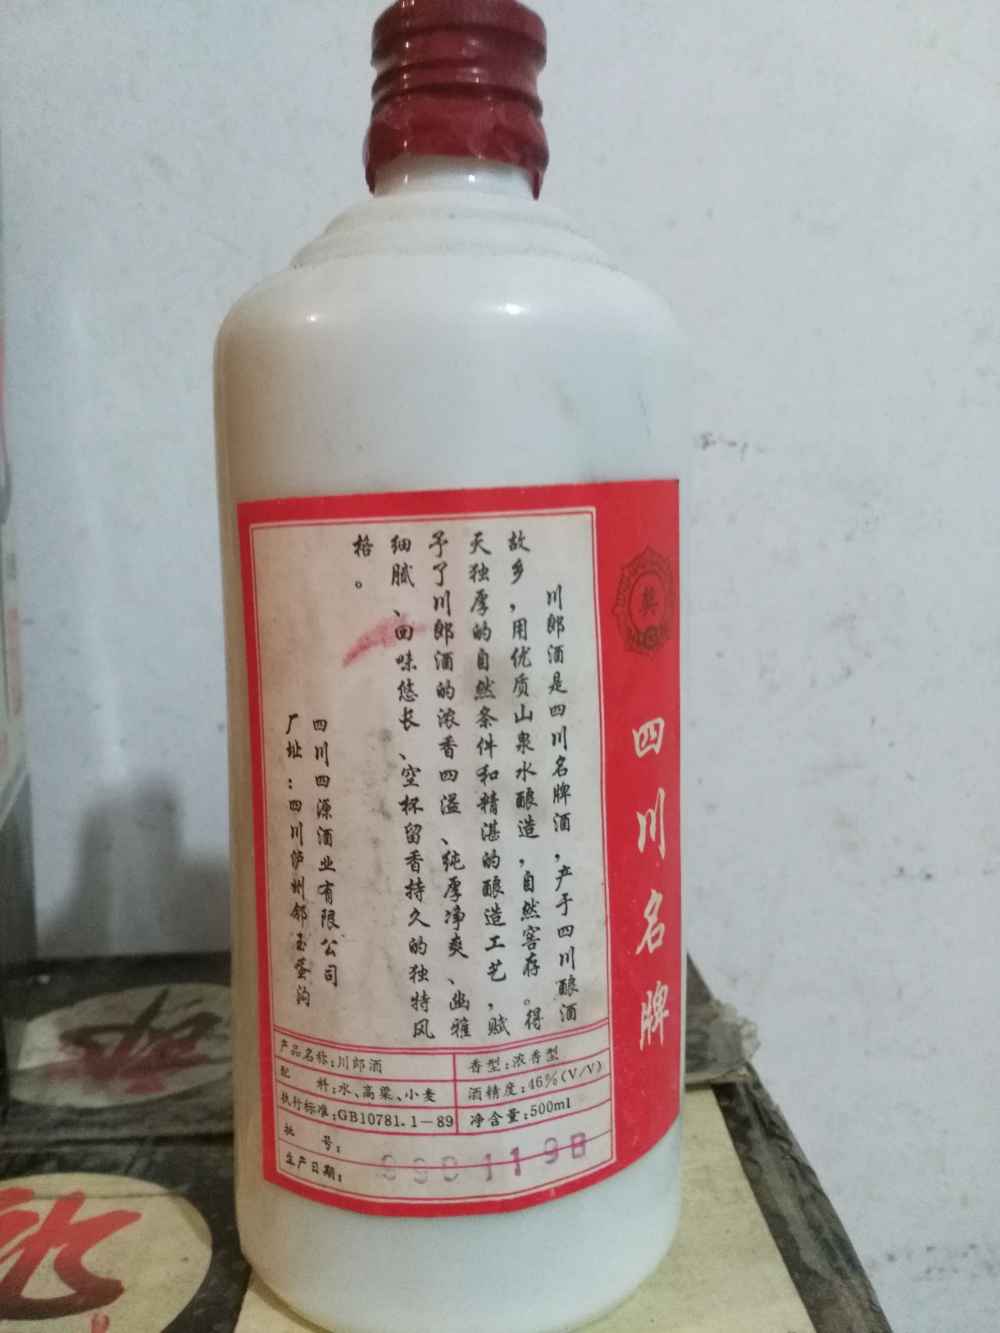 奖
四川名牌
川郎酒是四川名牌酒，产于四川酿酒
故乡，用优质山泉水酿造，自然窖存。得
天独厚的自然条件和精湛的酿造工艺，赋
予了川郎酒的浓香四溢、纯厚净爽、幽雅
细腻、回味悠长、空杯留香持久的独特风
格。
四川四源酒业有限公司
厂址：四川泸州邻玉蛋沟
产品名称：川郎酒
香型：浓香型
配料：水、高粱、小麦
酒精度：46%(V/V)
执行标准：GB10781.1－89
净含量：500ml
批号：
生产日期：